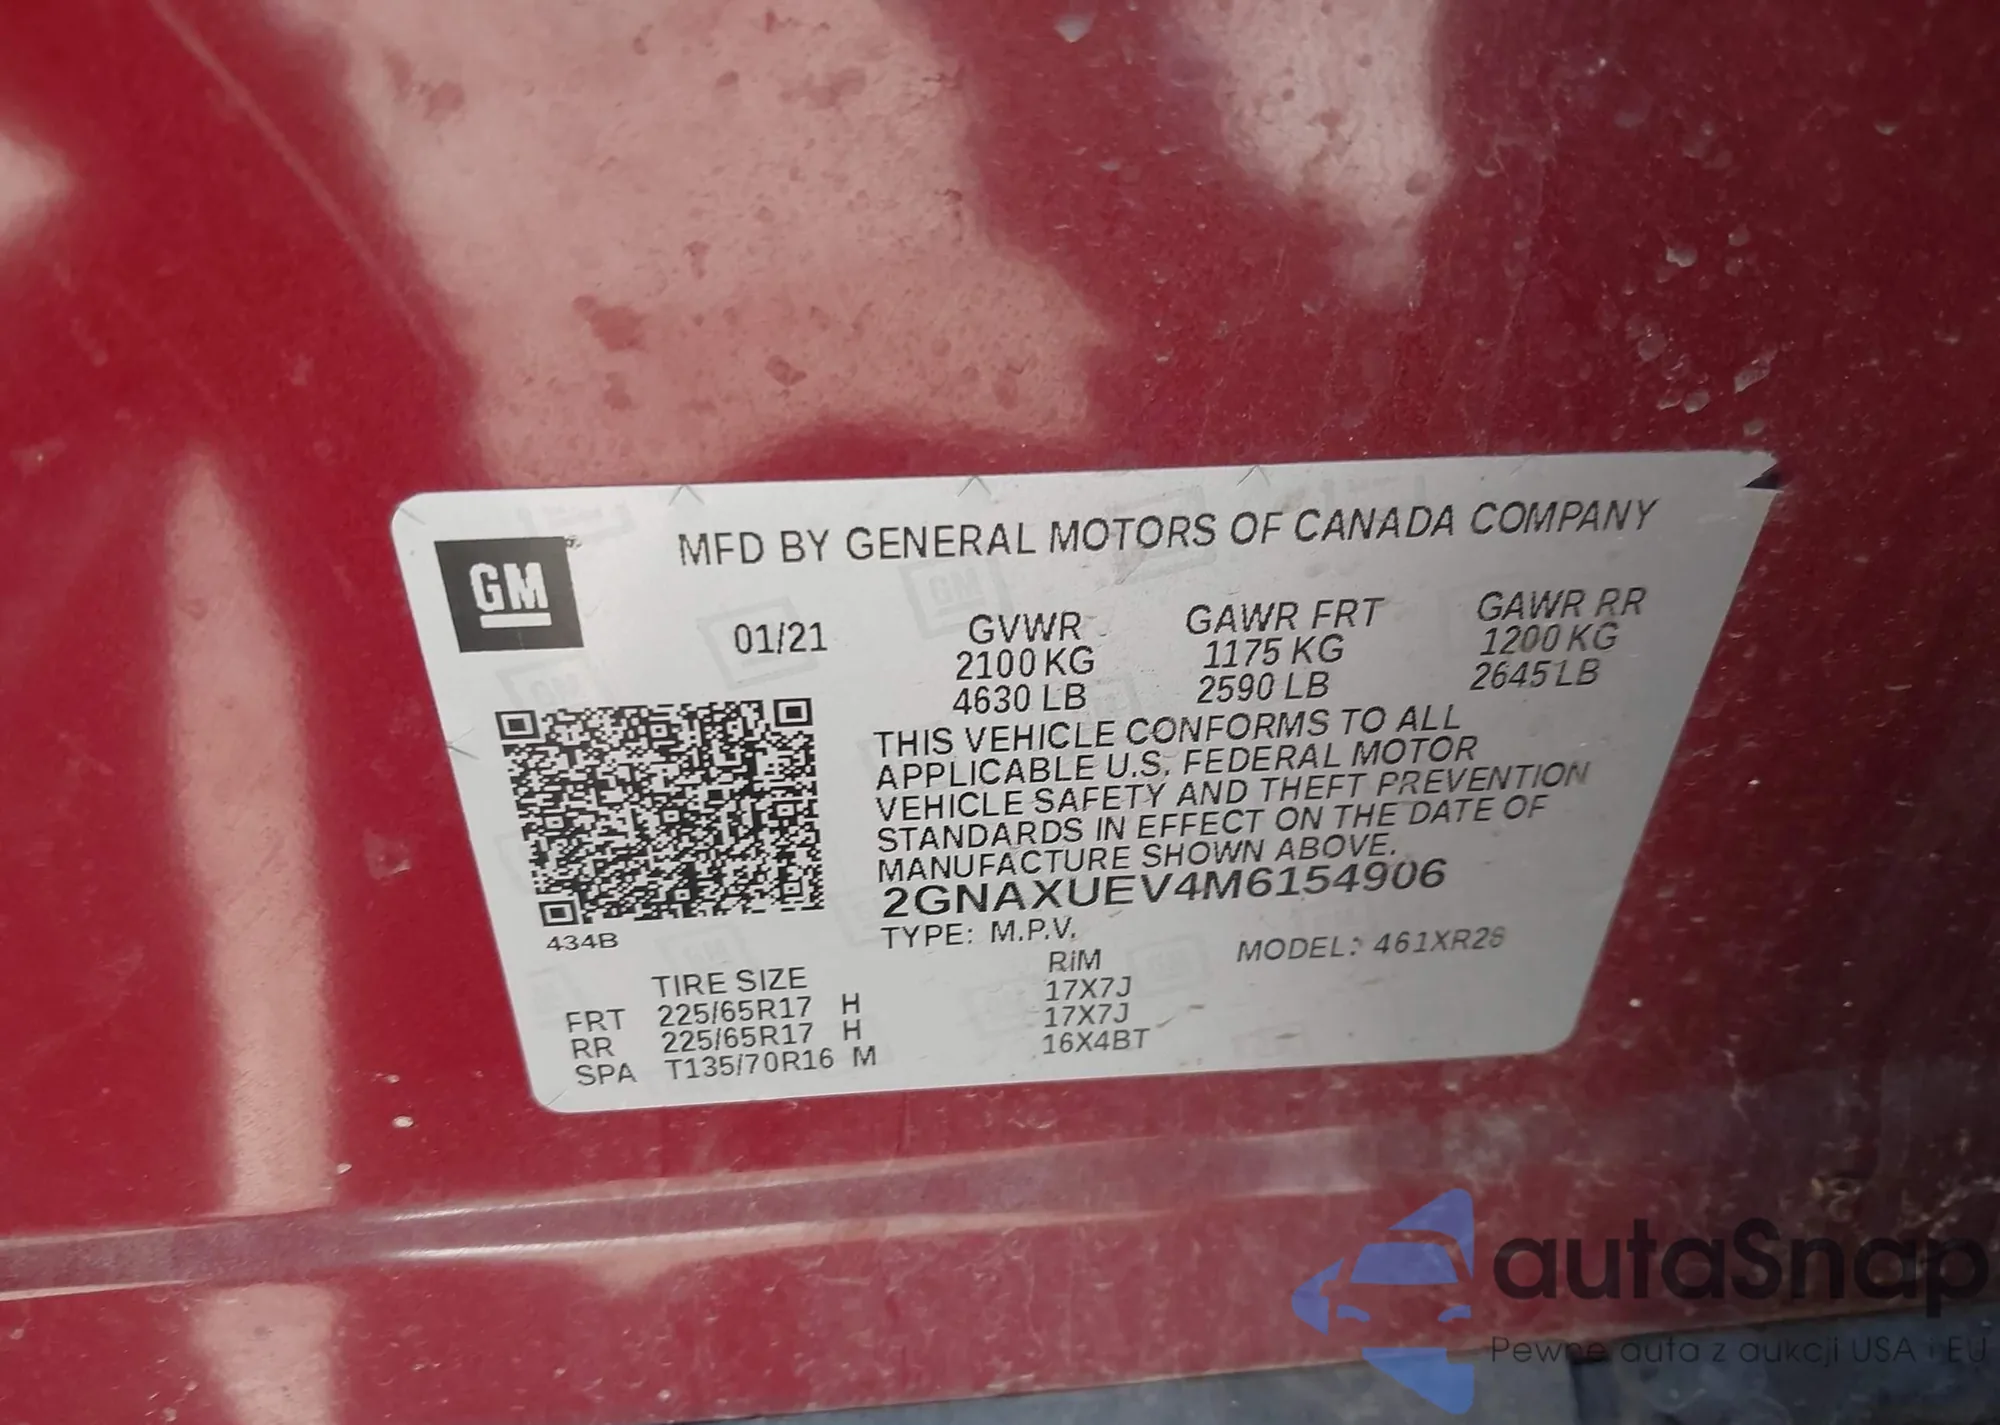 GM
MFD BY GENERAL MOTORS OF CANADA COMPANY
01/21
GVWR GAWR FRT GAWR RR
2100 KG 1175 KG 1200 KG
4630 LB 2590 LB 2645 LB
THIS VEHICLE CONFORMS TO ALL
APPLICABLE U.S. FEDERAL MOTOR
VEHICLE SAFETY AND THEFT PREVENTION
STANDARDS IN EFFECT ON THE DATE OF
MANUFACTURE SHOWN ABOVE.
2GNAXUEV4M6154906
434B
TYPE: M.P.V. MODEL: 461XR26
TIRE SIZE RIM
FRT 225/65R17 H 17X7J
RR 225/65R17 H 17X7J
SPA T135/70R16 M 16X4BT
autaSnap
Pewne auta z aukcji USA i EU